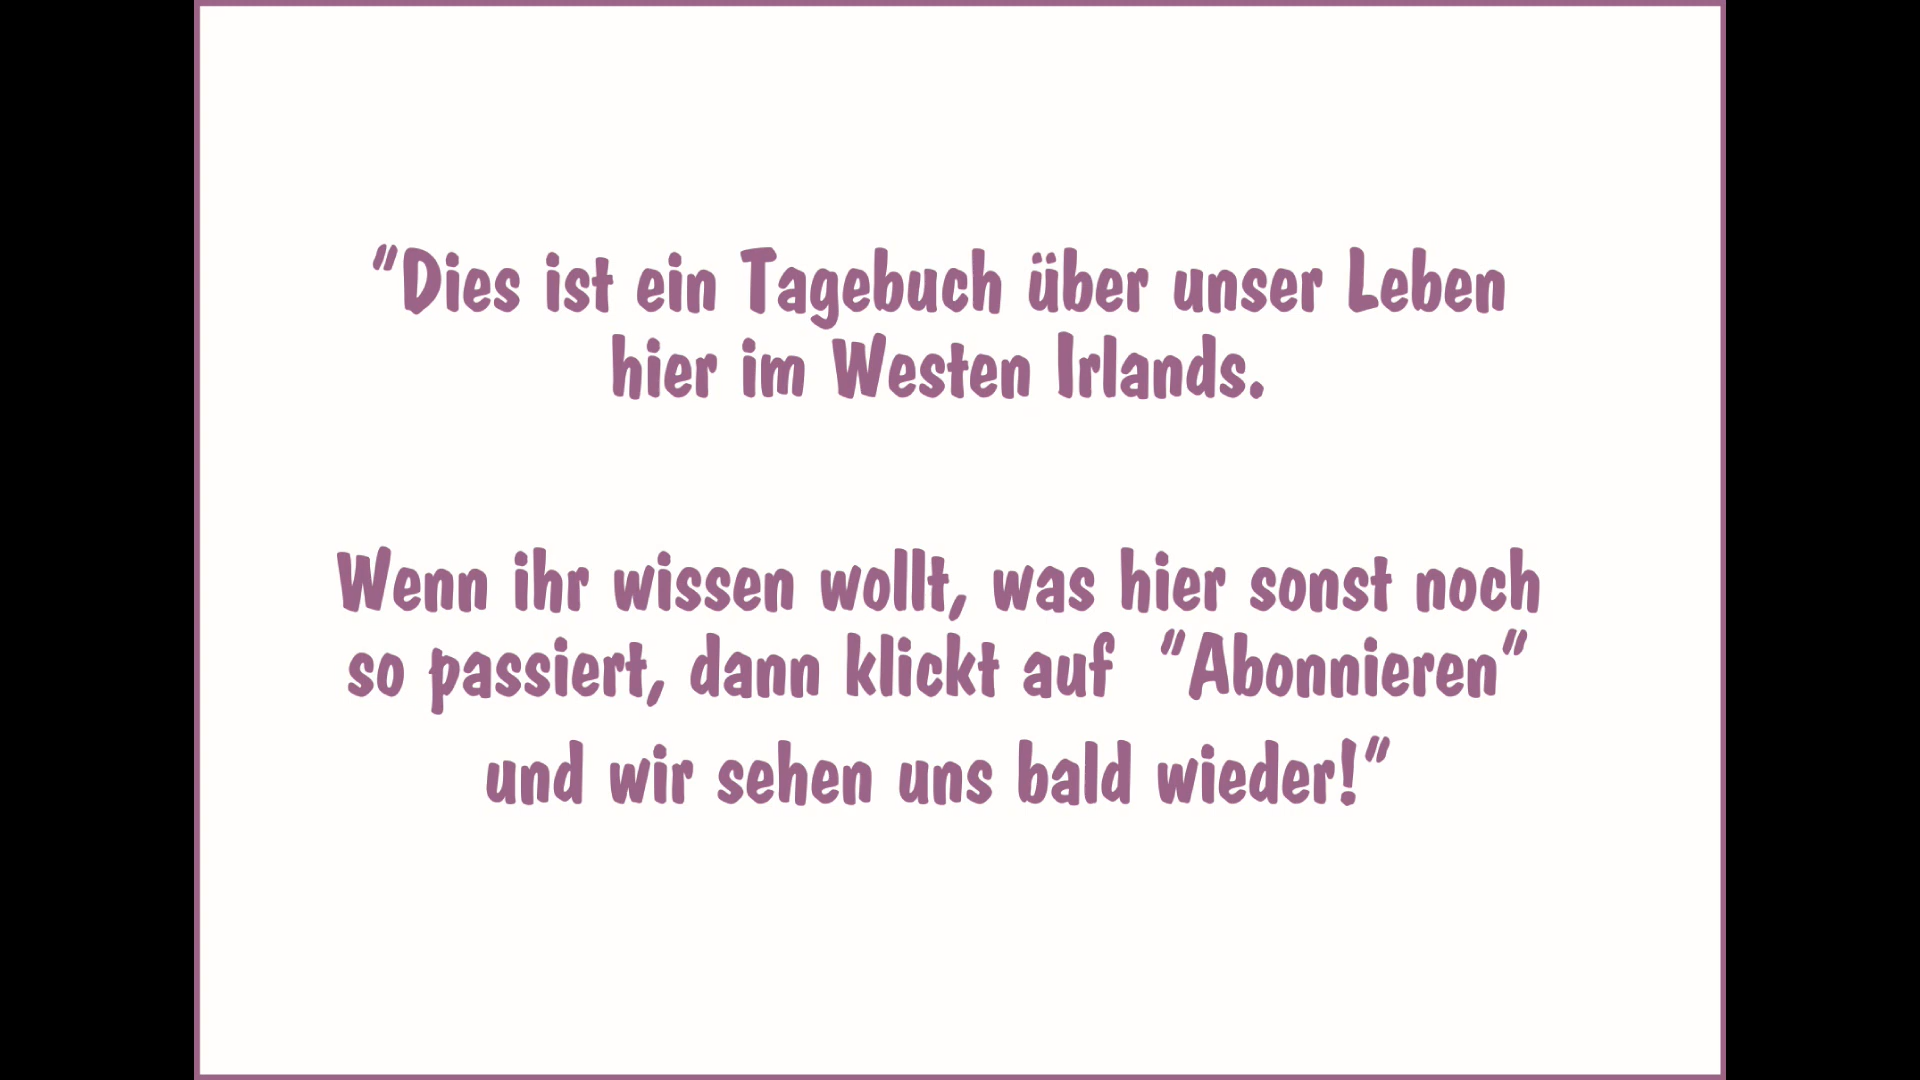 "Dies ist ein Tagebuch über unser Leben
hier im Westen Irlands.
Wenn ihr wissen wollt, was hier sonst noch
so passiert, dann klickt auf "Abonnieren"
und wir sehen uns bald wieder!"